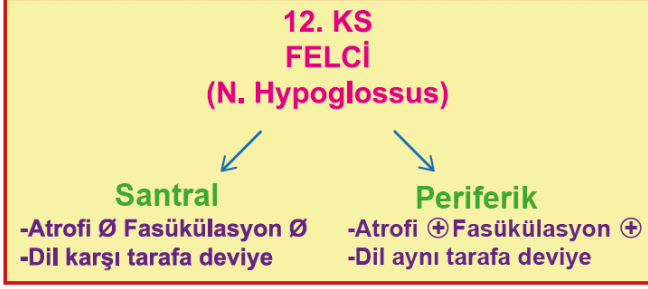 12. KS
FELCİ
(N. Hypoglossus)
Santral
-Atrofi Ø Fasükülasyon Ø
-Dil karşı tarafa deviye
Periferik
-Atrofi ⊕ Fasükülasyon ⊕
-Dil aynı tarafa deviye